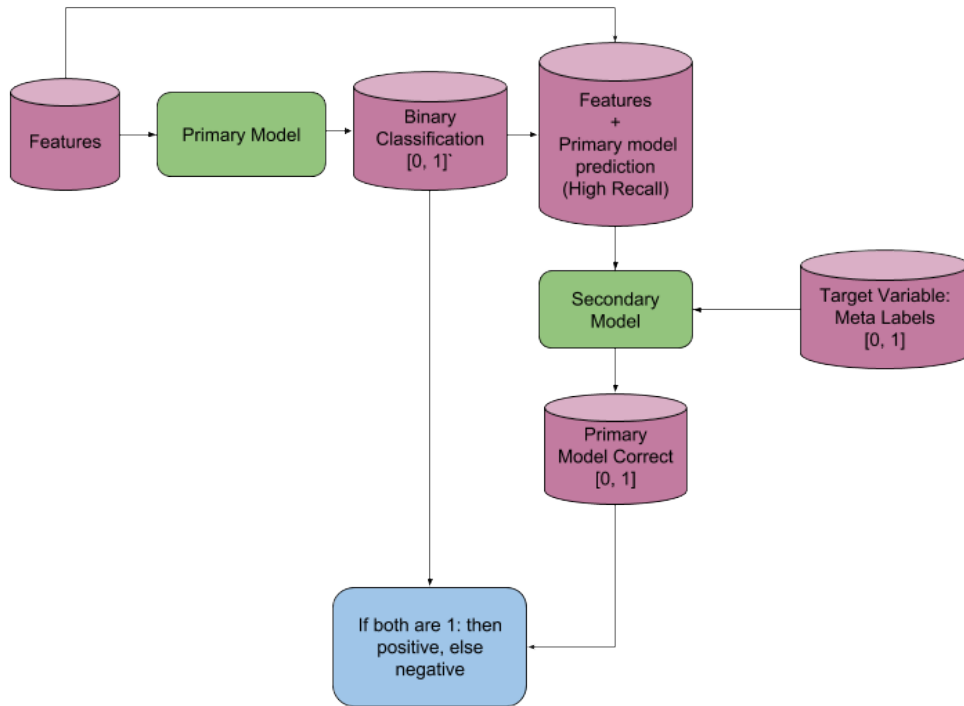 Features
Primary Model
Binary
Classification
[0, 1]`
Features
+
Primary model
prediction
(High Recall)
Secondary
Model
Target Variable:
Meta Labels
[0, 1]
Primary
Model Correct
[0, 1]
If both are 1: then
positive, else
negative